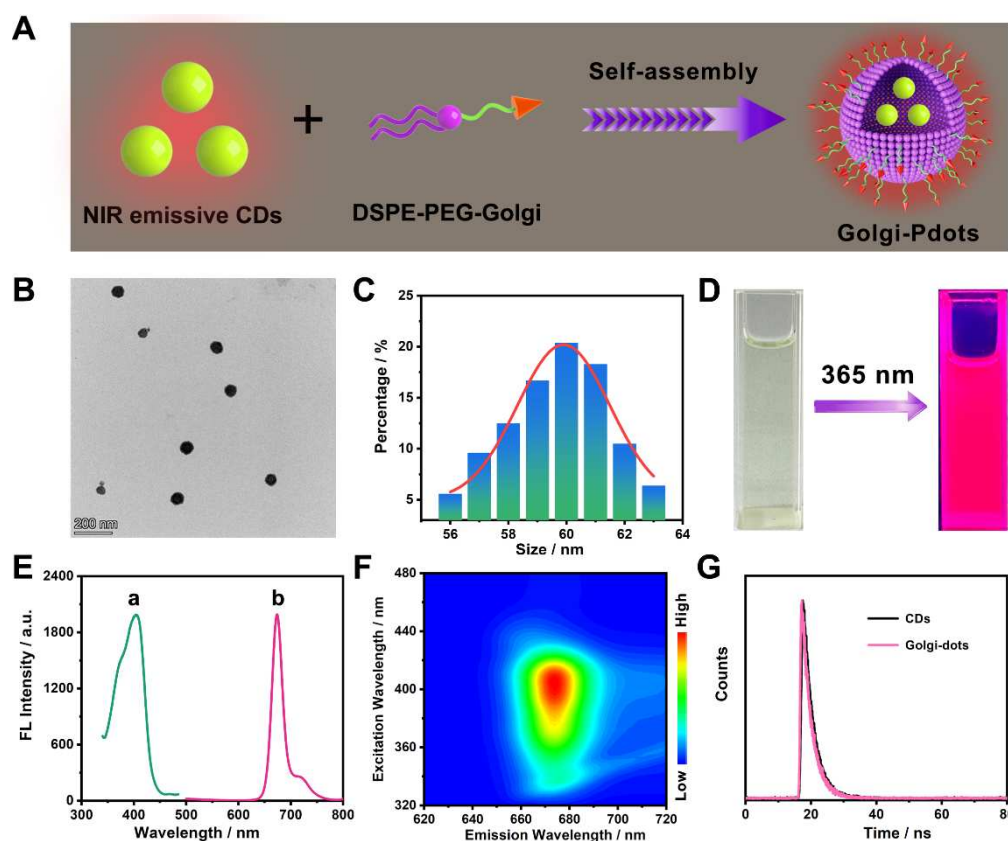 A
NIR emissive CDs
+
DSPE-PEG-Golgi
Self-assembly
Golgi-Pdots
B
200 nm
C
Percentage / %
25
20
15
10
5
56 58 60 62 64
Size / nm
D
365 nm
E
FL Intensity / a.u.
2400
1800
1200
600
0
a
b
300 400 500 600 700 800
Wavelength / nm
F
Excitation Wavelength / nm
480
440
400
360
320
620 640 660 680 700 720
Emission Wavelength / nm
High
Low
G
Counts
CDs
Golgi-dots
0 20 40 60 80
Time / ns